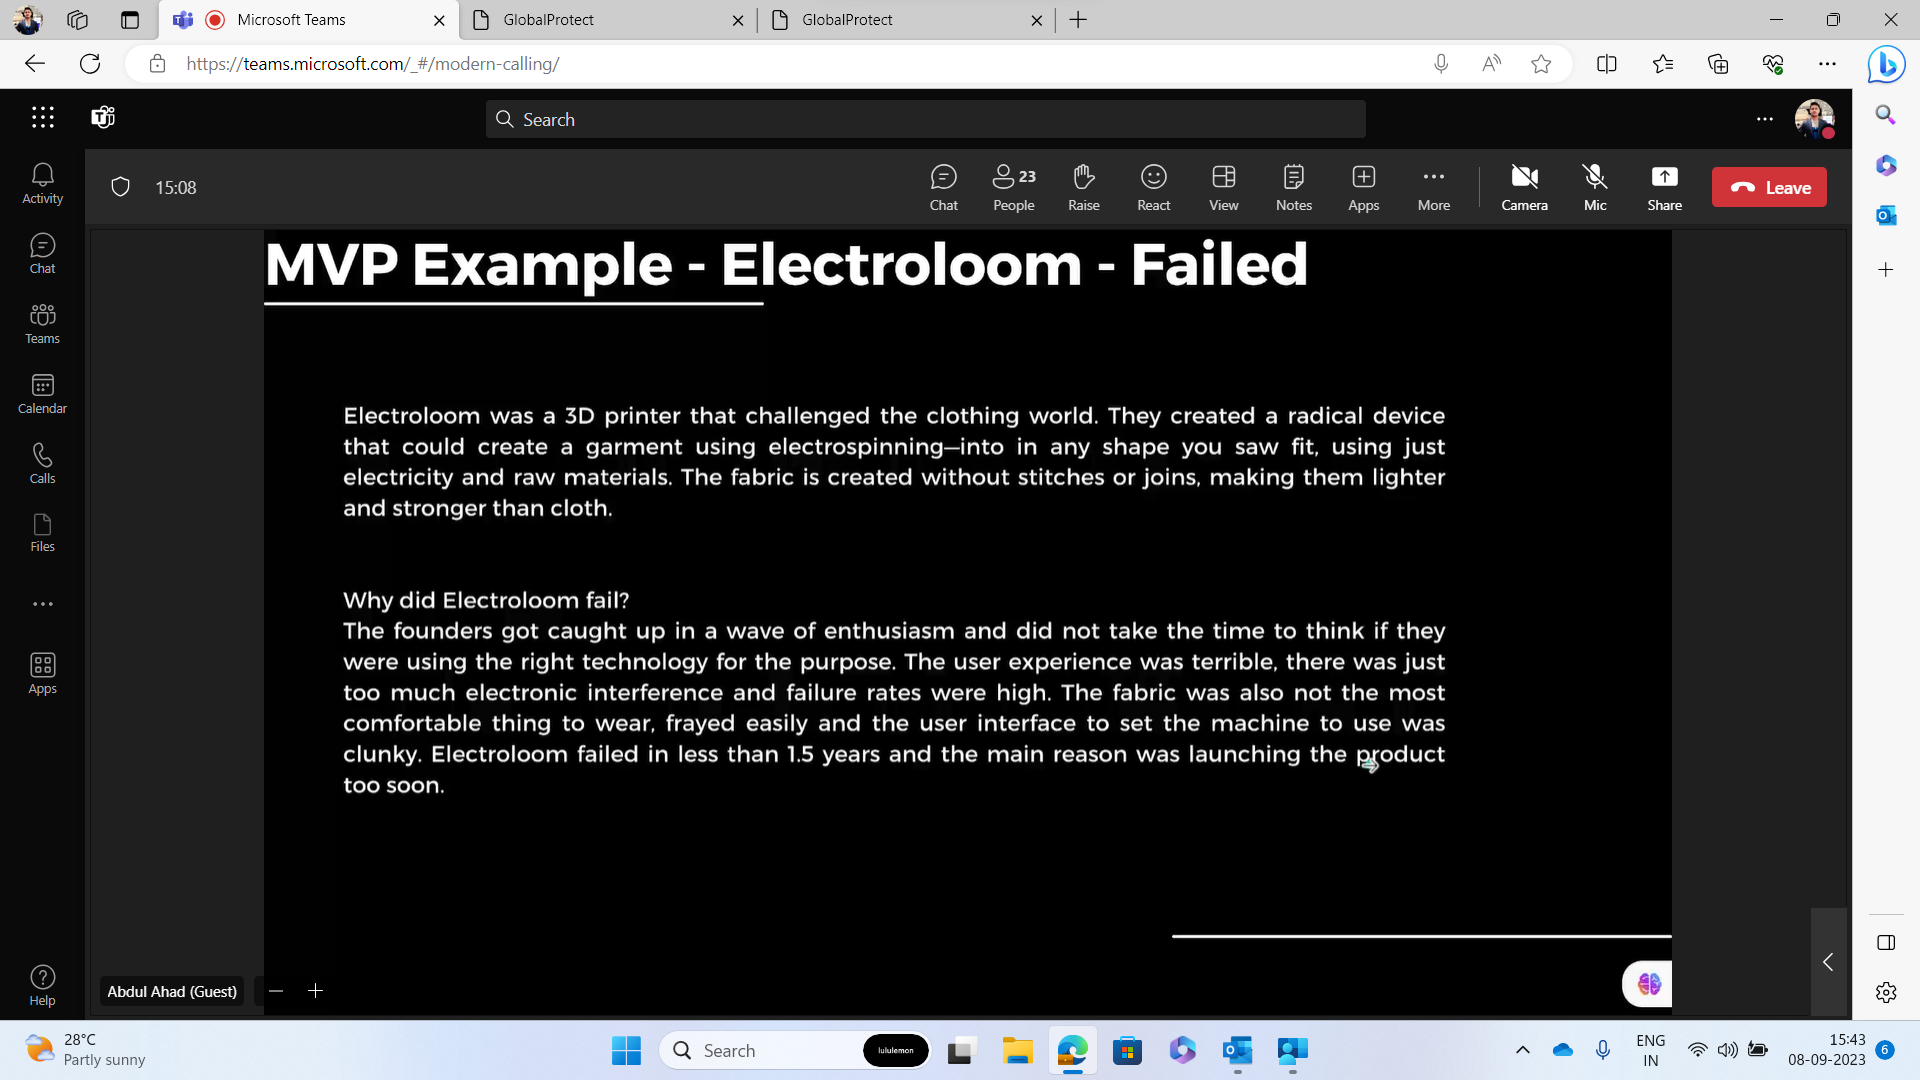 Microsoft Teams
GlobalProtect
GlobalProtect
https://teams.microsoft.com/_#/modern-calling/
Search
15:08
23
Chat
People
Raise
React
View
Notes
Apps
More
Camera
Mic
Share
Leave
Activity
Chat
Teams
Calendar
Calls
Files
Apps
Help
MVP Example - Electroloom - Failed
Electroloom was a 3D printer that challenged the clothing world. They created a radical device
that could create a garment using electrospinning—into in any shape you saw fit, using just
electricity and raw materials. The fabric is created without stitches or joins, making them lighter
and stronger than cloth.
Why did Electroloom fail?
The founders got caught up in a wave of enthusiasm and did not take the time to think if they
were using the right technology for the purpose. The user experience was terrible, there was just
too much electronic interference and failure rates were high. The fabric was also not the most
comfortable thing to wear, frayed easily and the user interface to set the machine to use was
clunky. Electroloom failed in less than 1.5 years and the main reason was launching the product
too soon.
Abdul Ahad (Guest)
28°C
Partly sunny
Search
lululemon
ENG
IN
15:43
08-09-2023
6